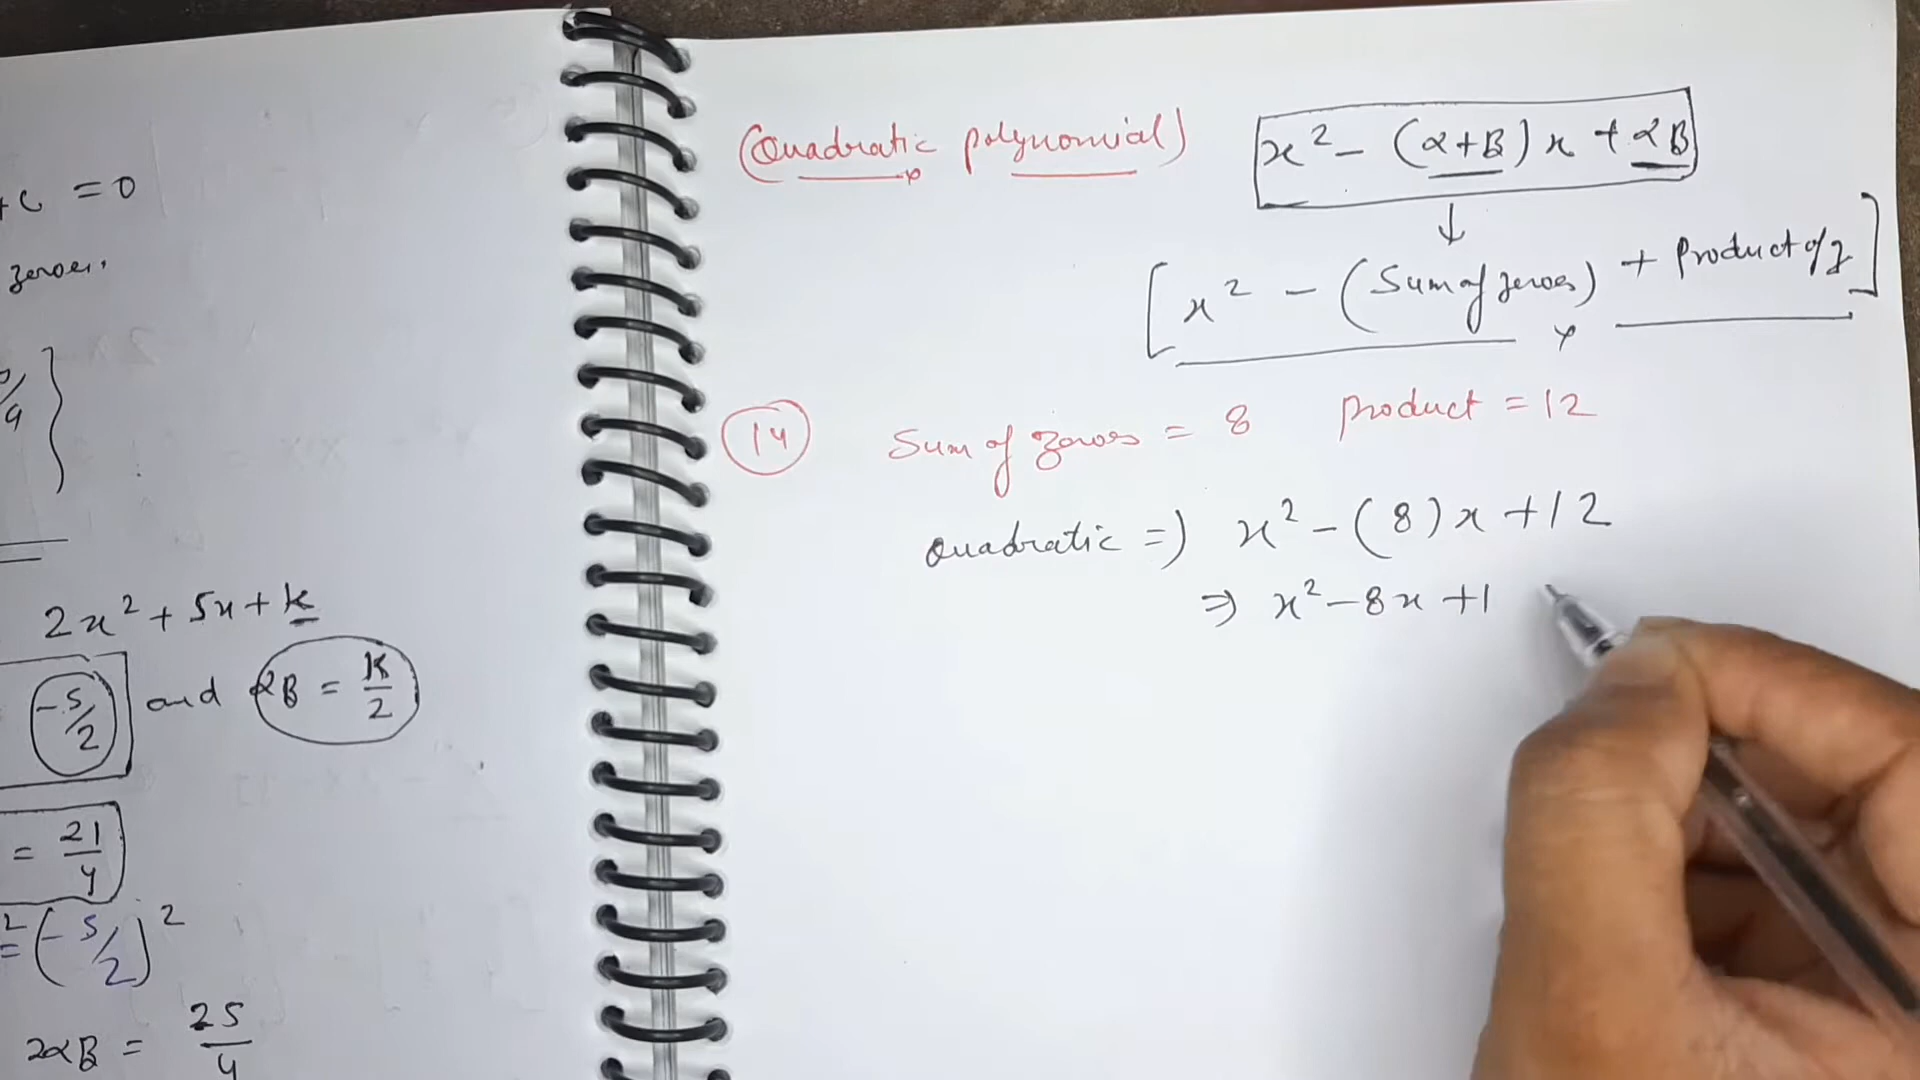 +c = 0
zeroes.
9
2x² + 5x + k
-5/2 and αβ = k/2
= 21/4
= (-5/2)²
2αβ = 25/4
(Quadratic polynomial) x² - (α+β)x + αβ
↓
[x² - (Sum of zeroes) + Product of z]
x
(14) Sum of zeroes = 8 product = 12
Quadratic ⇒ x² - (8)x + 12
⇒ x² - 8x + 1